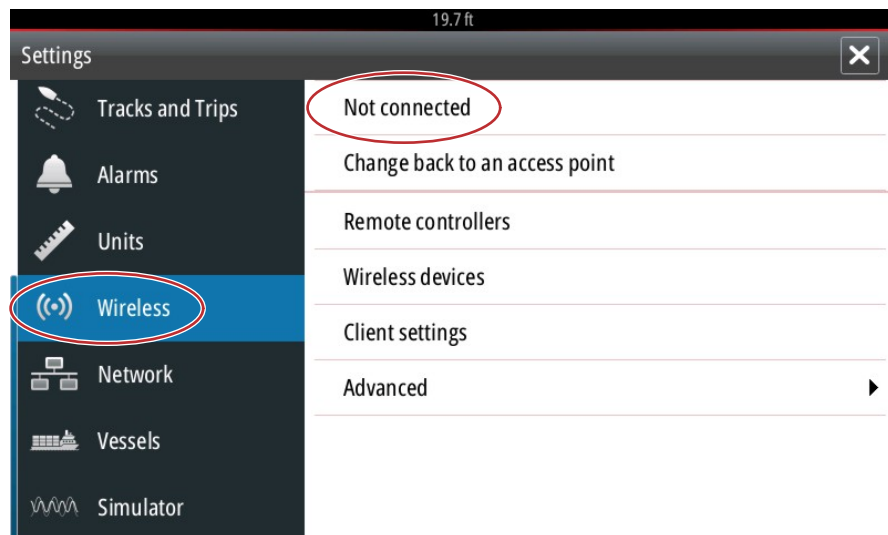 19.7 ft
Settings
Tracks and Trips
Alarms
Units
Wireless
Network
Vessels
Simulator
Not connected
Change back to an access point
Remote controllers
Wireless devices
Client settings
Advanced